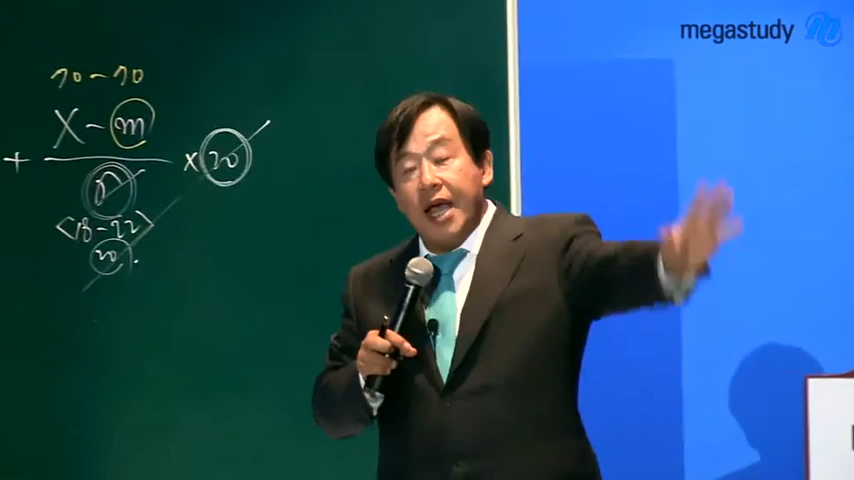 megastudy
70~70
X-m
+ σ ×20
<18-22>
20